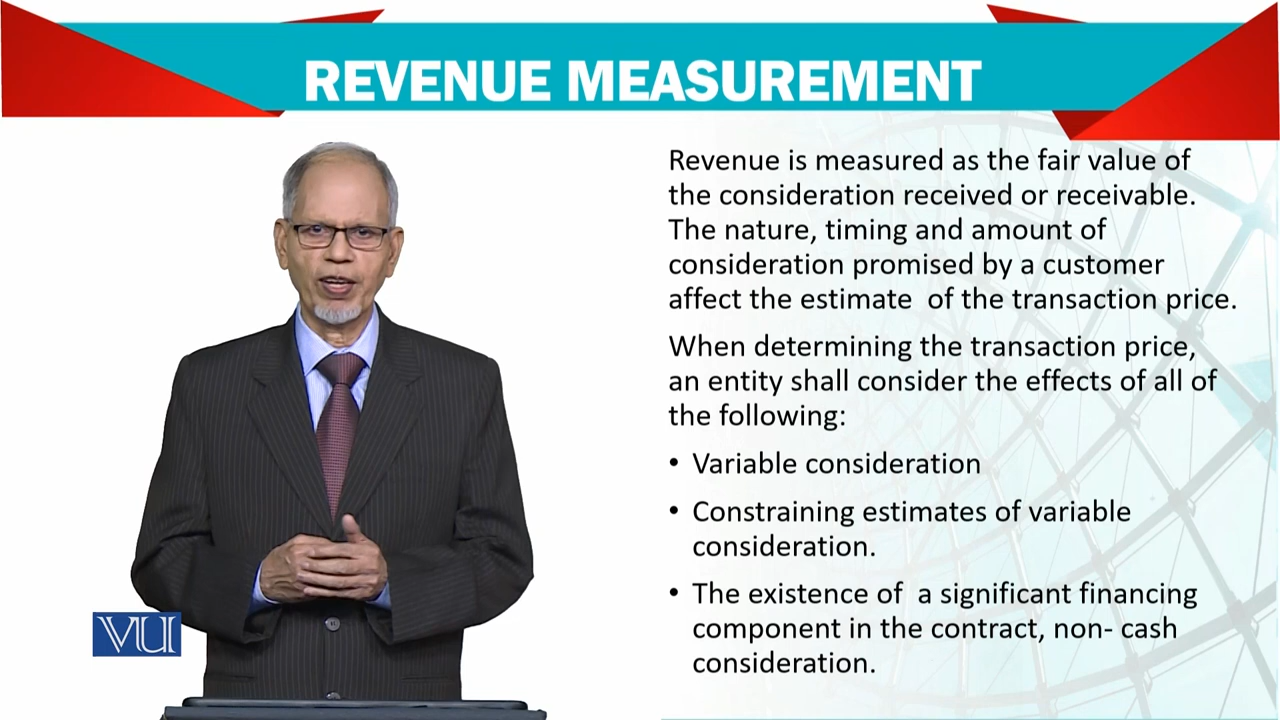 REVENUE MEASUREMENT
Revenue is measured as the fair value of
the consideration received or receivable.
The nature, timing and amount of
consideration promised by a customer
affect the estimate  of the transaction price.
When determining the transaction price,
an entity shall consider the effects of all of
the following:
• Variable consideration
• Constraining estimates of variable
consideration.
• The existence of  a significant financing
component in the contract, non- cash
consideration.
VU